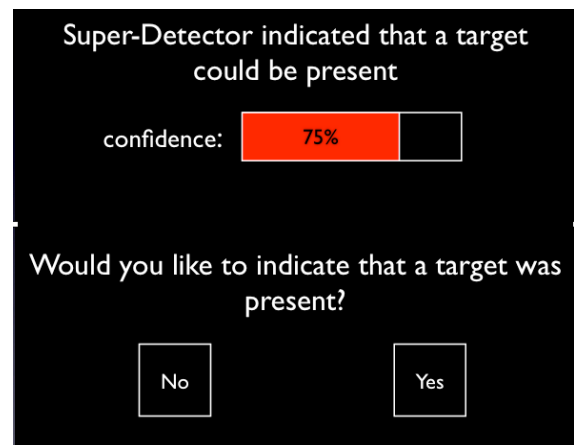 Super-Detector indicated that a target
could be present
confidence:
75%
Would you like to indicate that a target was
present?
No
Yes